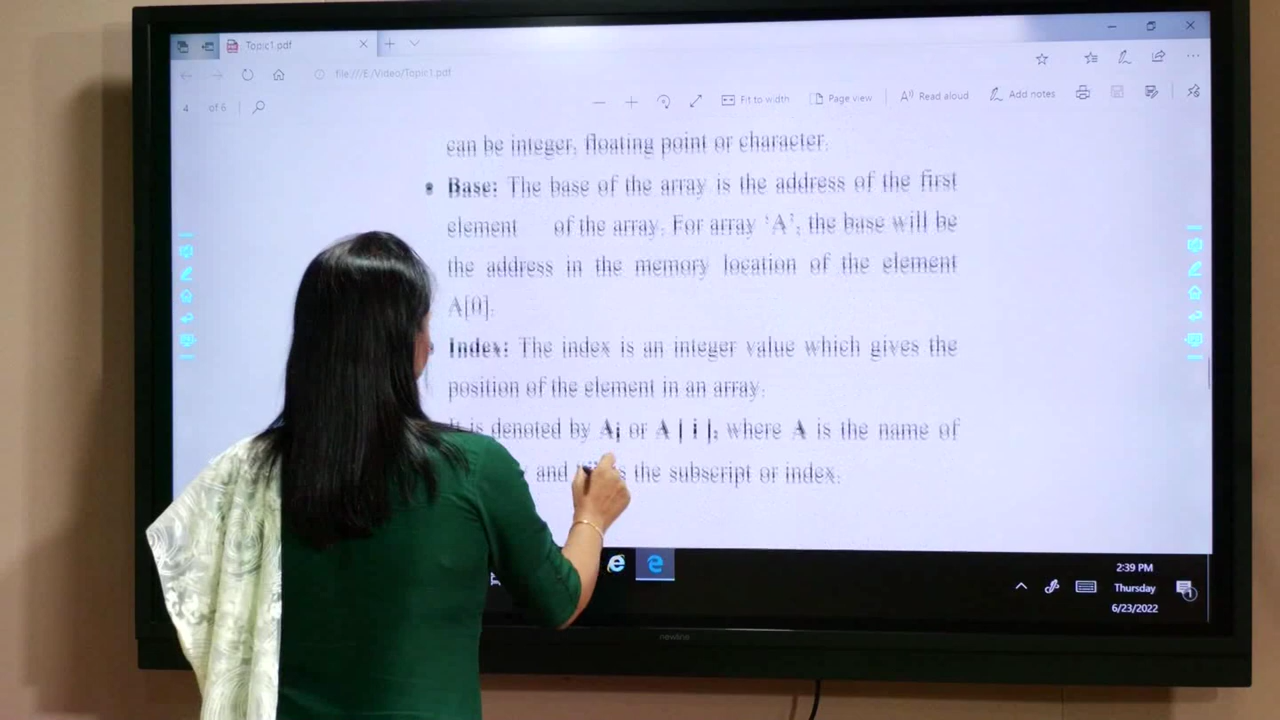 Topic1.pdf
file:///E:/Video/Topic1.pdf
4 of 6
Fit to width Page view Read aloud Add notes
can be integer, floating point or character.
Base: The base of the array is the address of the first
element of the array. For array 'A', the base will be
the address in the memory location of the element
A[0].
Index: The index is an integer value which gives the
position of the element in an array.
It is denoted by Ai or A [ i ], where A is the name of
and the subscript or index.
2:39 PM
Thursday
6/23/2022
newline